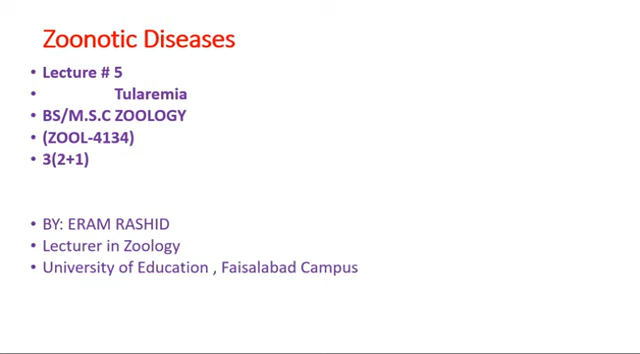 Zoonotic Diseases
• Lecture # 5
• Tularemia
• BS/M.S.C ZOOLOGY
• (ZOOL-4134)
• 3(2+1)
• BY: ERAM RASHID
• Lecturer in Zoology
• University of Education , Faisalabad Campus